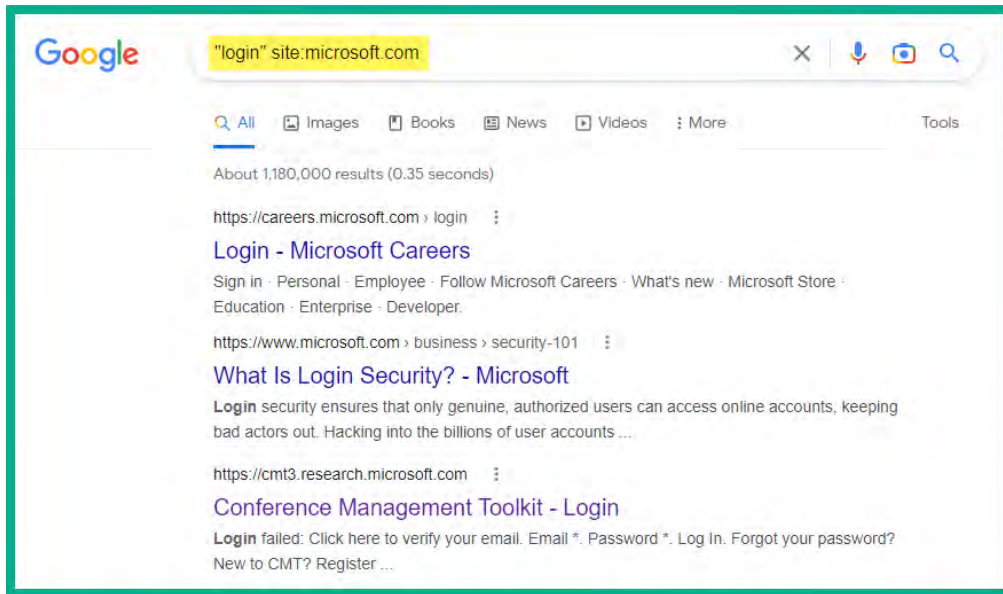 Google
"login" site:microsoft.com
All Images Books News Videos More Tools
About 1,180,000 results (0.35 seconds)
https://careers.microsoft.com › login
Login - Microsoft Careers
Sign in · Personal · Employee · Follow Microsoft Careers · What's new · Microsoft Store ·
Education · Enterprise · Developer.
https://www.microsoft.com › business › security-101
What Is Login Security? - Microsoft
Login security ensures that only genuine, authorized users can access online accounts, keeping
bad actors out. Hacking into the billions of user accounts ...
https://cmt3.research.microsoft.com
Conference Management Toolkit - Login
Login failed: Click here to verify your email. Email *. Password *. Log In. Forgot your password?
New to CMT? Register ...